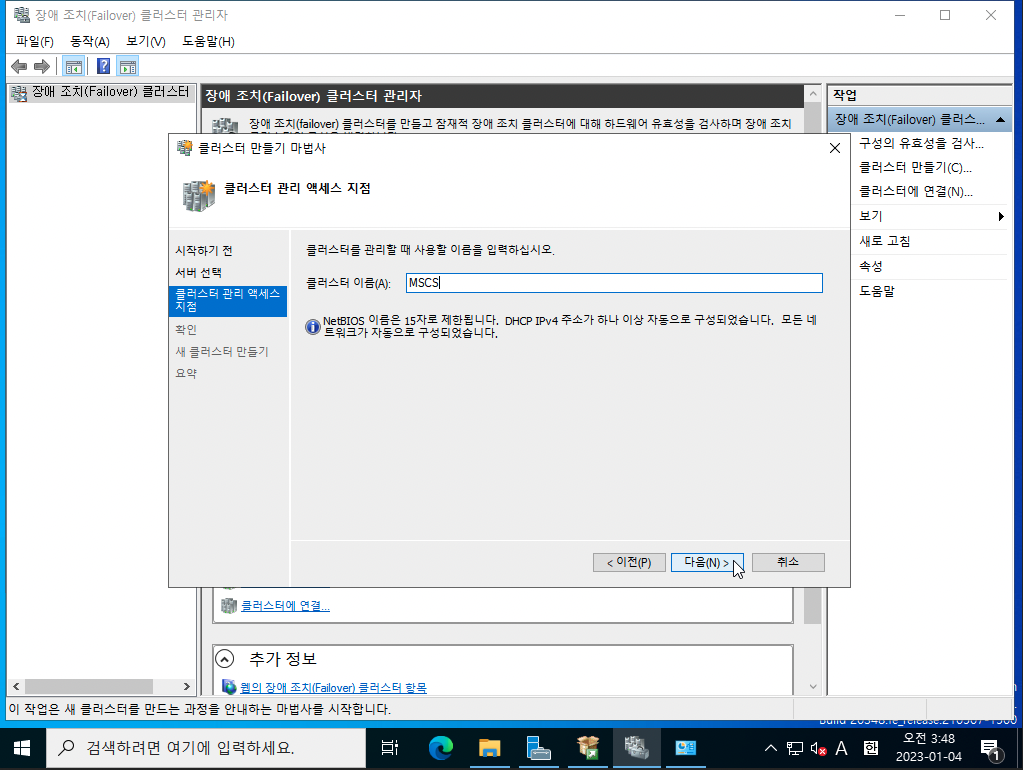 장애 조치(Failover) 클러스터 관리자
파일(F) 동작(A) 보기(V) 도움말(H)
장애 조치(Failover) 클러스터
장애 조치(Failover) 클러스터 관리자
장애 조치(failover) 클러스터를 만들고 잠재적 장애 조치 클러스터에 대해 하드웨어 유효성을 검사하며 장애 조치
작업
장애 조치(Failover) 클러스...
구성의 유효성을 검사...
클러스터 만들기(C)...
클러스터에 연결(N)...
보기
새로 고침
속성
도움말
클러스터 만들기 마법사
클러스터 관리 액세스 지점
시작하기 전
서버 선택
클러스터 관리 액세스
지점
확인
새 클러스터 만들기
요약
클러스터를 관리할 때 사용할 이름을 입력하십시오.
클러스터 이름(A): MSCS
NetBIOS 이름은 15자로 제한됩니다. DHCP IPv4 주소가 하나 이상 자동으로 구성되었습니다. 모든 네
트워크가 자동으로 구성되었습니다.
< 이전(P) 다음(N) > 취소
클러스터에 연결...
추가 정보
웹의 장애 조치(Failover) 클러스터 항목
이 작업은 새 클러스터를 만드는 과정을 안내하는 마법사를 시작합니다.
검색하려면 여기에 입력하세요.
A 한
오전 3:48
2023-01-04
1